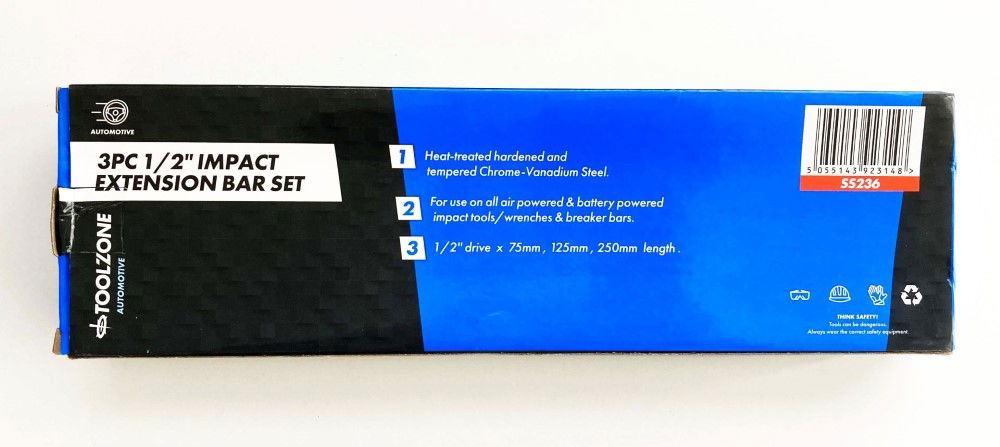 AUTOMOTIVE
3PC 1/2" IMPACT
EXTENSION BAR SET
TOOLZONE
AUTOMOTIVE
1 Heat-treated hardened and
tempered Chrome-Vanadium Steel.
2 For use on all air powered & battery powered
impact tools/wrenches & breaker bars.
3 1/2" drive x 75mm, 125mm, 250mm length.
5 055143 923148 >
SS236
THINK SAFETY!
Tools can be dangerous.
Always wear the correct safety equipment.